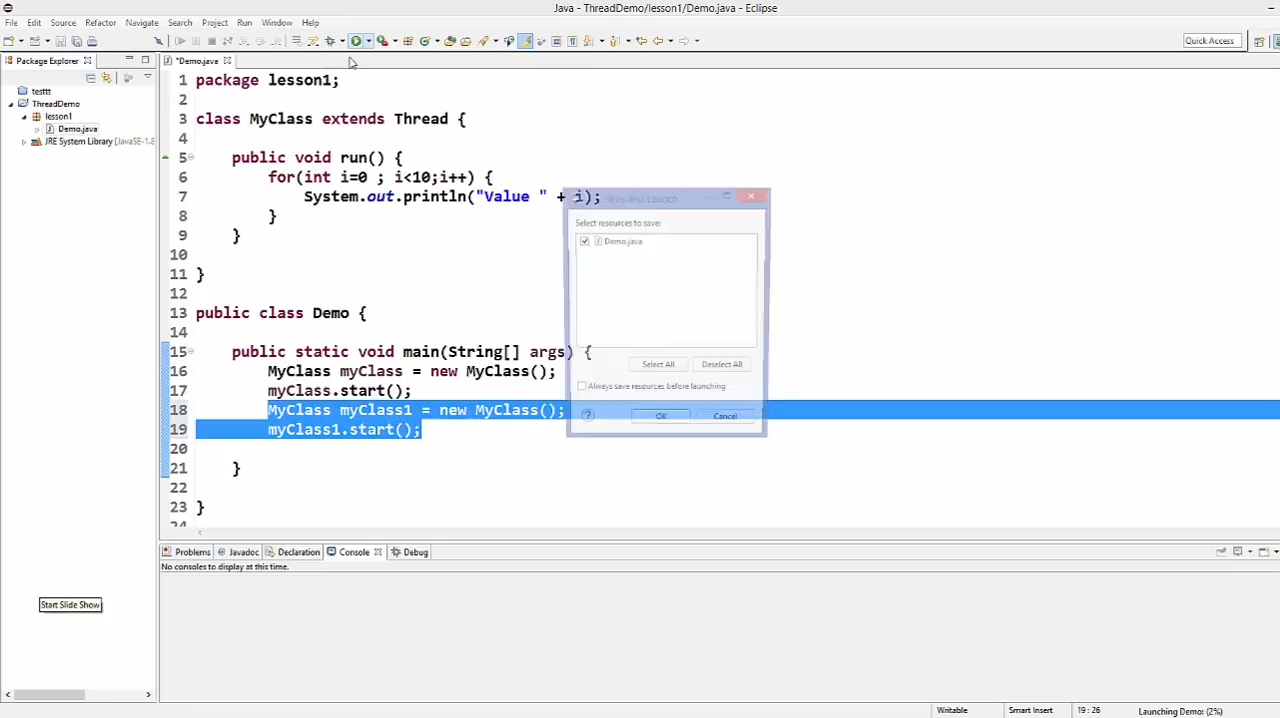 Java - ThreadDemo/lesson1/Demo.java - Eclipse
File Edit Source Refactor Navigate Search Project Run Window Help
Quick Access
Package Explorer
*Demo.java
testtt
ThreadDemo
lesson1
Demo.java
JRE System Library [JavaSE-1.8
1 package lesson1;
2
3 class MyClass extends Thread {
4
5 public void run() {
6 for(int i=0 ; i<10;i++) {
7 System.out.println("Value " + i);
8 }
9 }
10
11 }
12
13 public class Demo {
14
15 public static void main(String[] args) {
16 MyClass myClass = new MyClass();
17 myClass.start();
18 MyClass myClass1 = new MyClass();
19 myClass1.start();
20
21 }
22
23 }
24
Launch
Select resources to save:
Demo.java
Select All Deselect All
Always save resources before launching
OK Cancel
Problems Javadoc Declaration Console Debug
No consoles to display at this time.
Start Slide Show
Writable Smart Insert 19 : 26 Launching Demo: (2%)